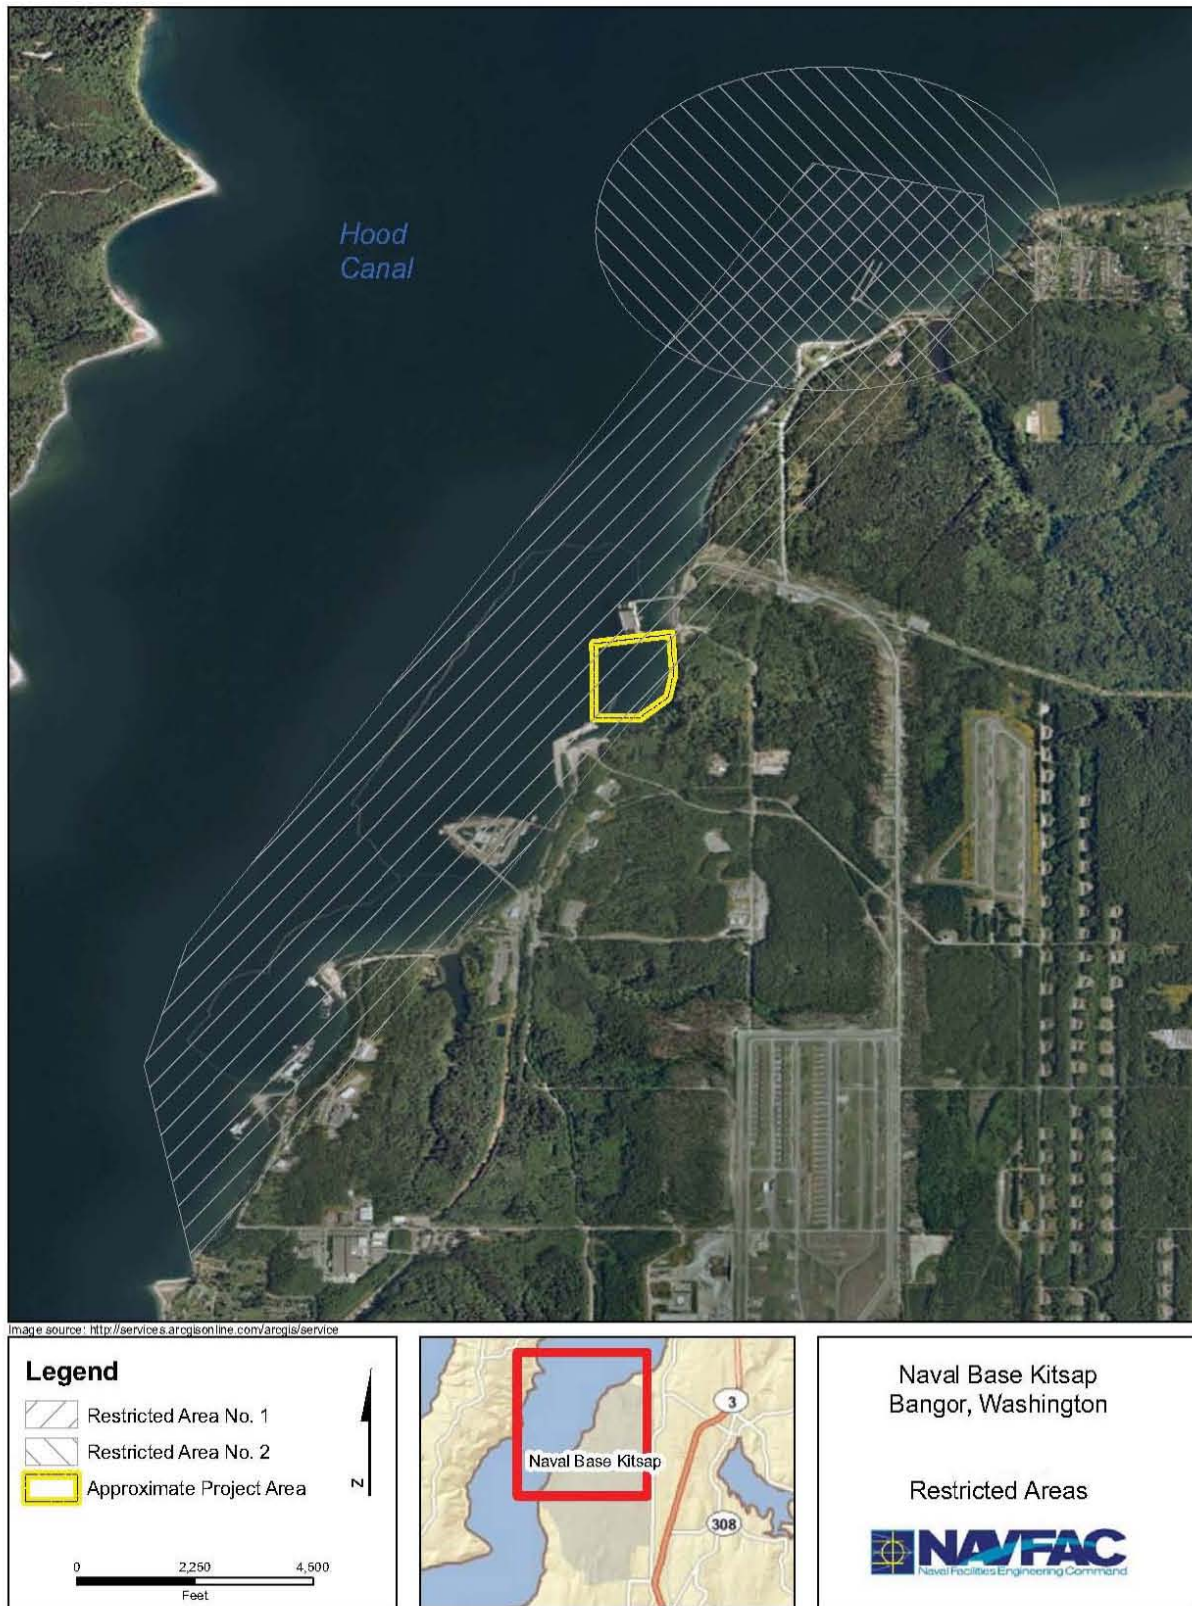 Hood
Canal
Image source: http://services.arcgisonline.com/arcgis/service
Legend
Restricted Area No. 1
Restricted Area No. 2
Approximate Project Area
N
0 2,250 4,500
Feet
3
Naval Base Kitsap
308
Naval Base Kitsap
Bangor, Washington
Restricted Areas
NAVFAC
Naval Facilities Engineering Command